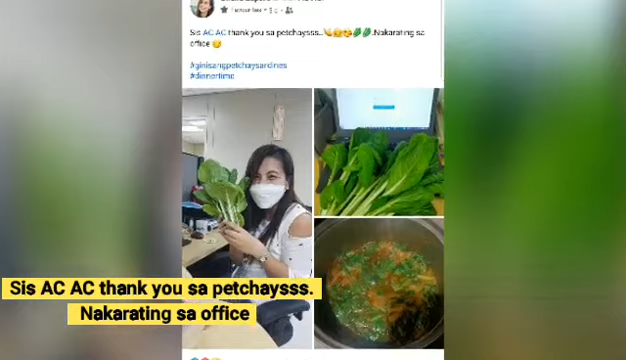 Sis AC AC thank you sa petchaysss.. Nakarating sa
office
#ginisangpetchaysardines
#dinnertime
Sis AC AC thank you sa petchaysss.
Nakarating sa office